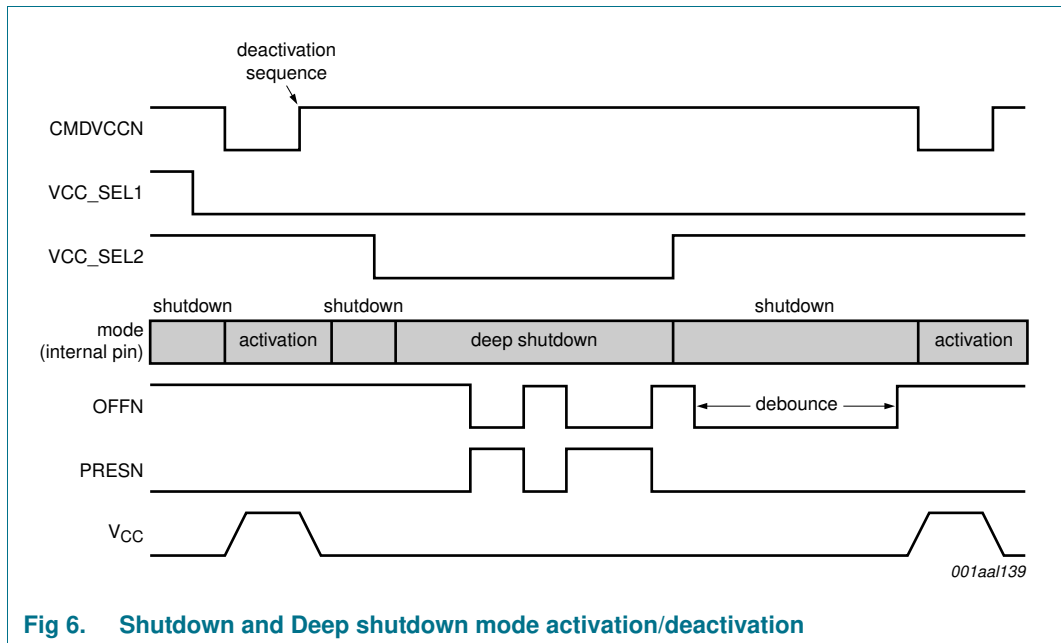 deactivation
sequence
CMDVCCN
VCC_SEL1
VCC_SEL2
shutdown shutdown shutdown
mode
(internal pin)
activation deep shutdown activation
OFFN
debounce
PRESN
VCC
001aal139
Fig 6. Shutdown and Deep shutdown mode activation/deactivation